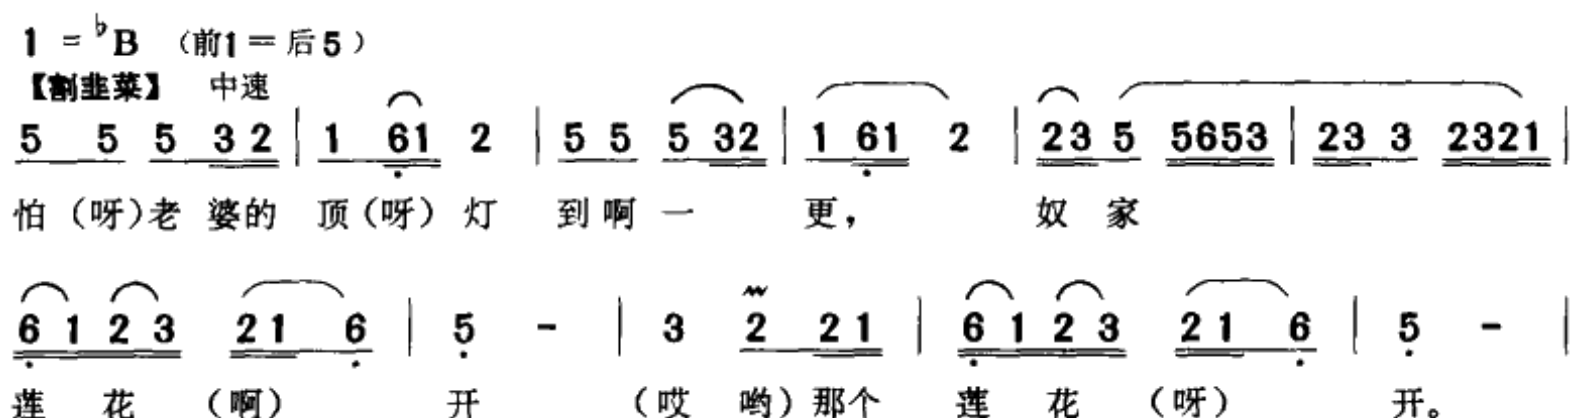 1 = ♭B （前1＝后5）
【割韭菜】 中速
5 5 5 3 2 | 1 61 2 | 5 5 5 32 | 1 61 2 | 23 5 5653 | 23 3 2321 |
怕（呀）老 婆的 顶（呀）灯 到啊一 更， 奴 家
6 1 2 3 21 6 | 5 - | 3 2 21 | 6 1 2 3 21 6 | 5 - |
莲 花 （啊） 开 （哎 哟）那个 莲 花 （呀） 开。